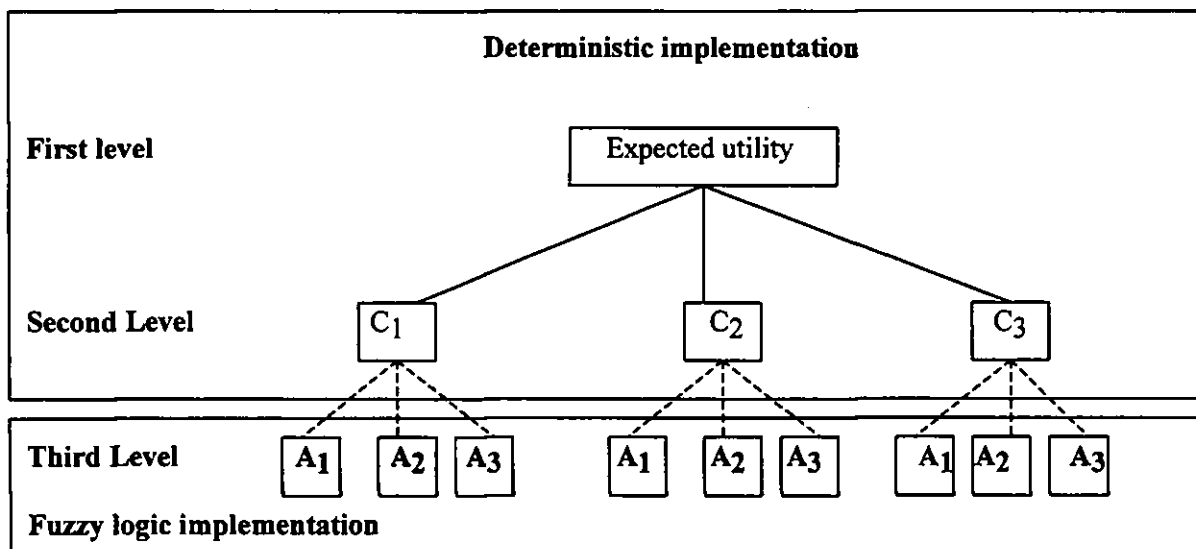 Deterministic implementation
First level
Expected utility
Second Level
C1 C2 C3
Third Level
A1 A2 A3 A1 A2 A3 A1 A2 A3
Fuzzy logic implementation